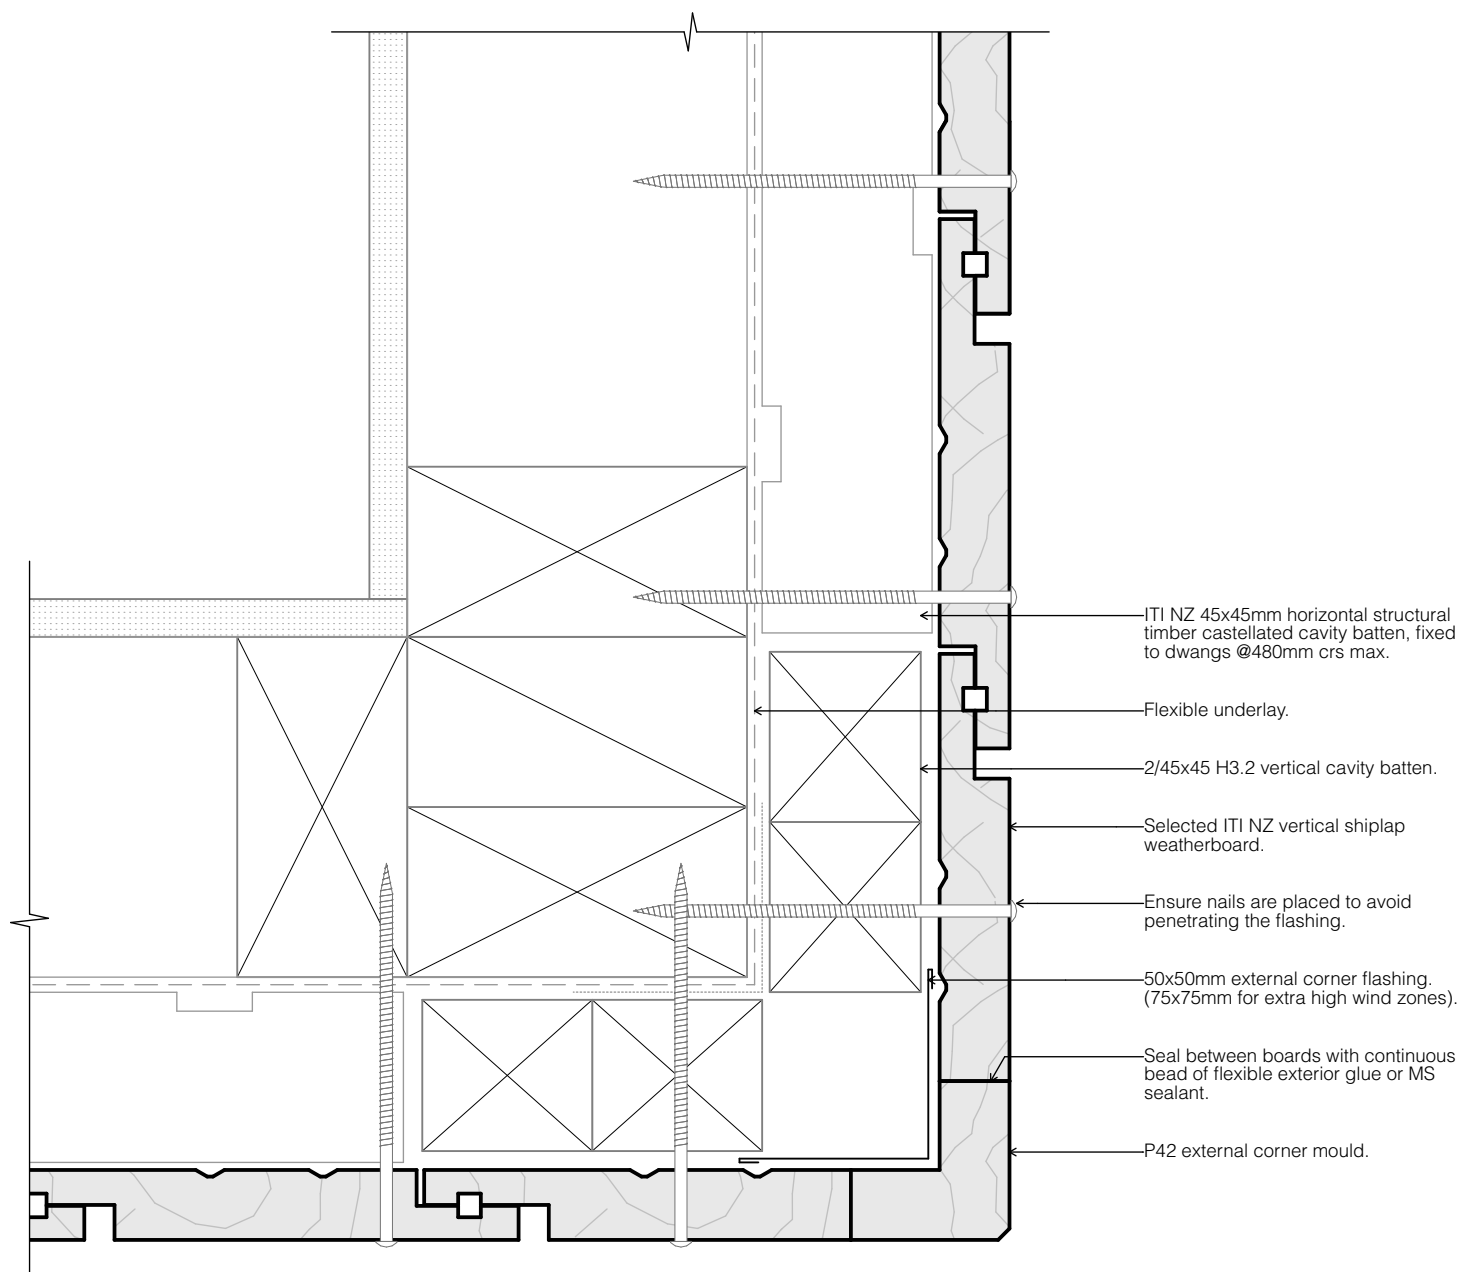 ITI NZ 45x45mm horizontal structural
timber castellated cavity batten, fixed
to dwangs @480mm crs max.
Flexible underlay.
2/45x45 H3.2 vertical cavity batten.
Selected ITI NZ vertical shiplap
weatherboard.
Ensure nails are placed to avoid
penetrating the flashing.
50x50mm external corner flashing.
(75x75mm for extra high wind zones).
Seal between boards with continuous
bead of flexible exterior glue or MS
sealant.
P42 external corner mould.